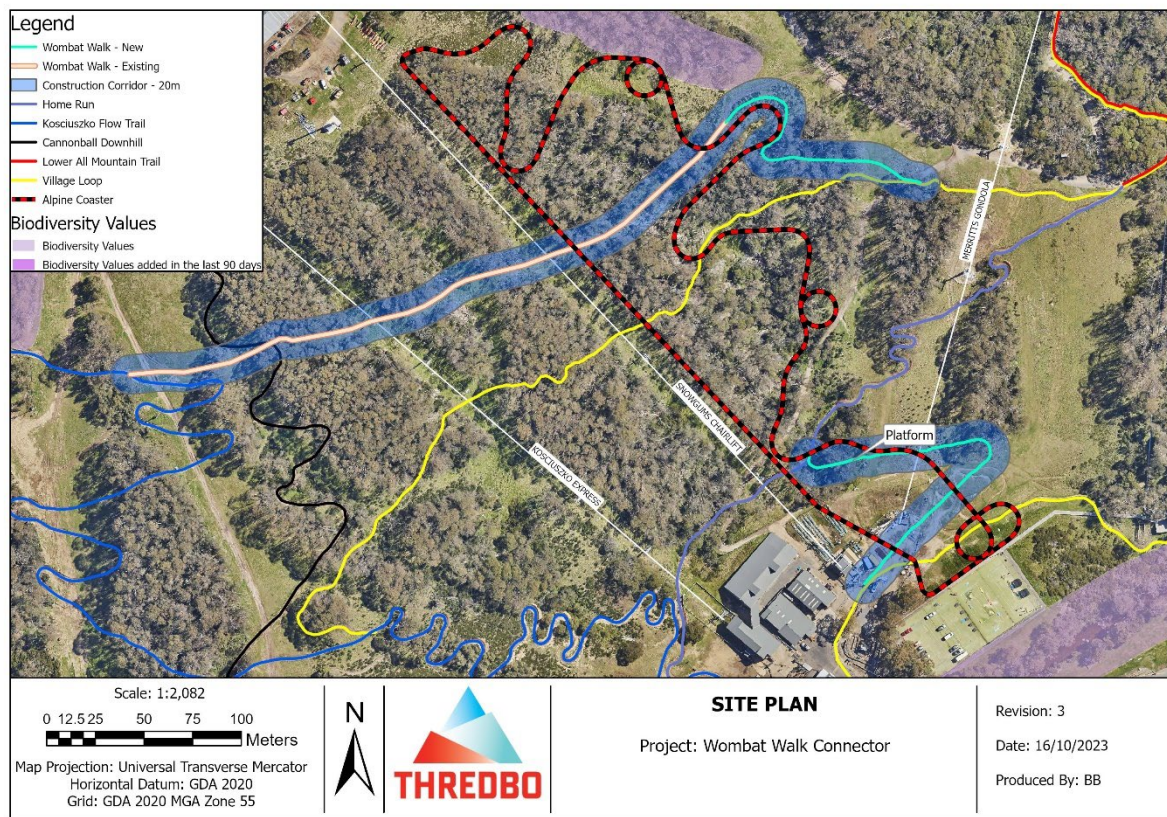 Legend
Wombat Walk - New
Wombat Walk - Existing
Construction Corridor - 20m
Home Run
Kosciuszko Flow Trail
Cannonball Downhill
Lower All Mountain Trail
Village Loop
Alpine Coaster
Biodiversity Values
Biodiversity Values
Biodiversity Values added in the last 90 days
MERRITTS GONDOLA
SNOWGUMS CHAIRLIFT
KOSCIUSZKO EXPRESS
Platform
Scale: 1:2,082
0 12.5 25 50 75 100
Meters
Map Projection: Universal Transverse Mercator
Horizontal Datum: GDA 2020
Grid: GDA 2020 MGA Zone 55
N
THREDBO
SITE PLAN
Project: Wombat Walk Connector
Revision: 3
Date: 16/10/2023
Produced By: BB